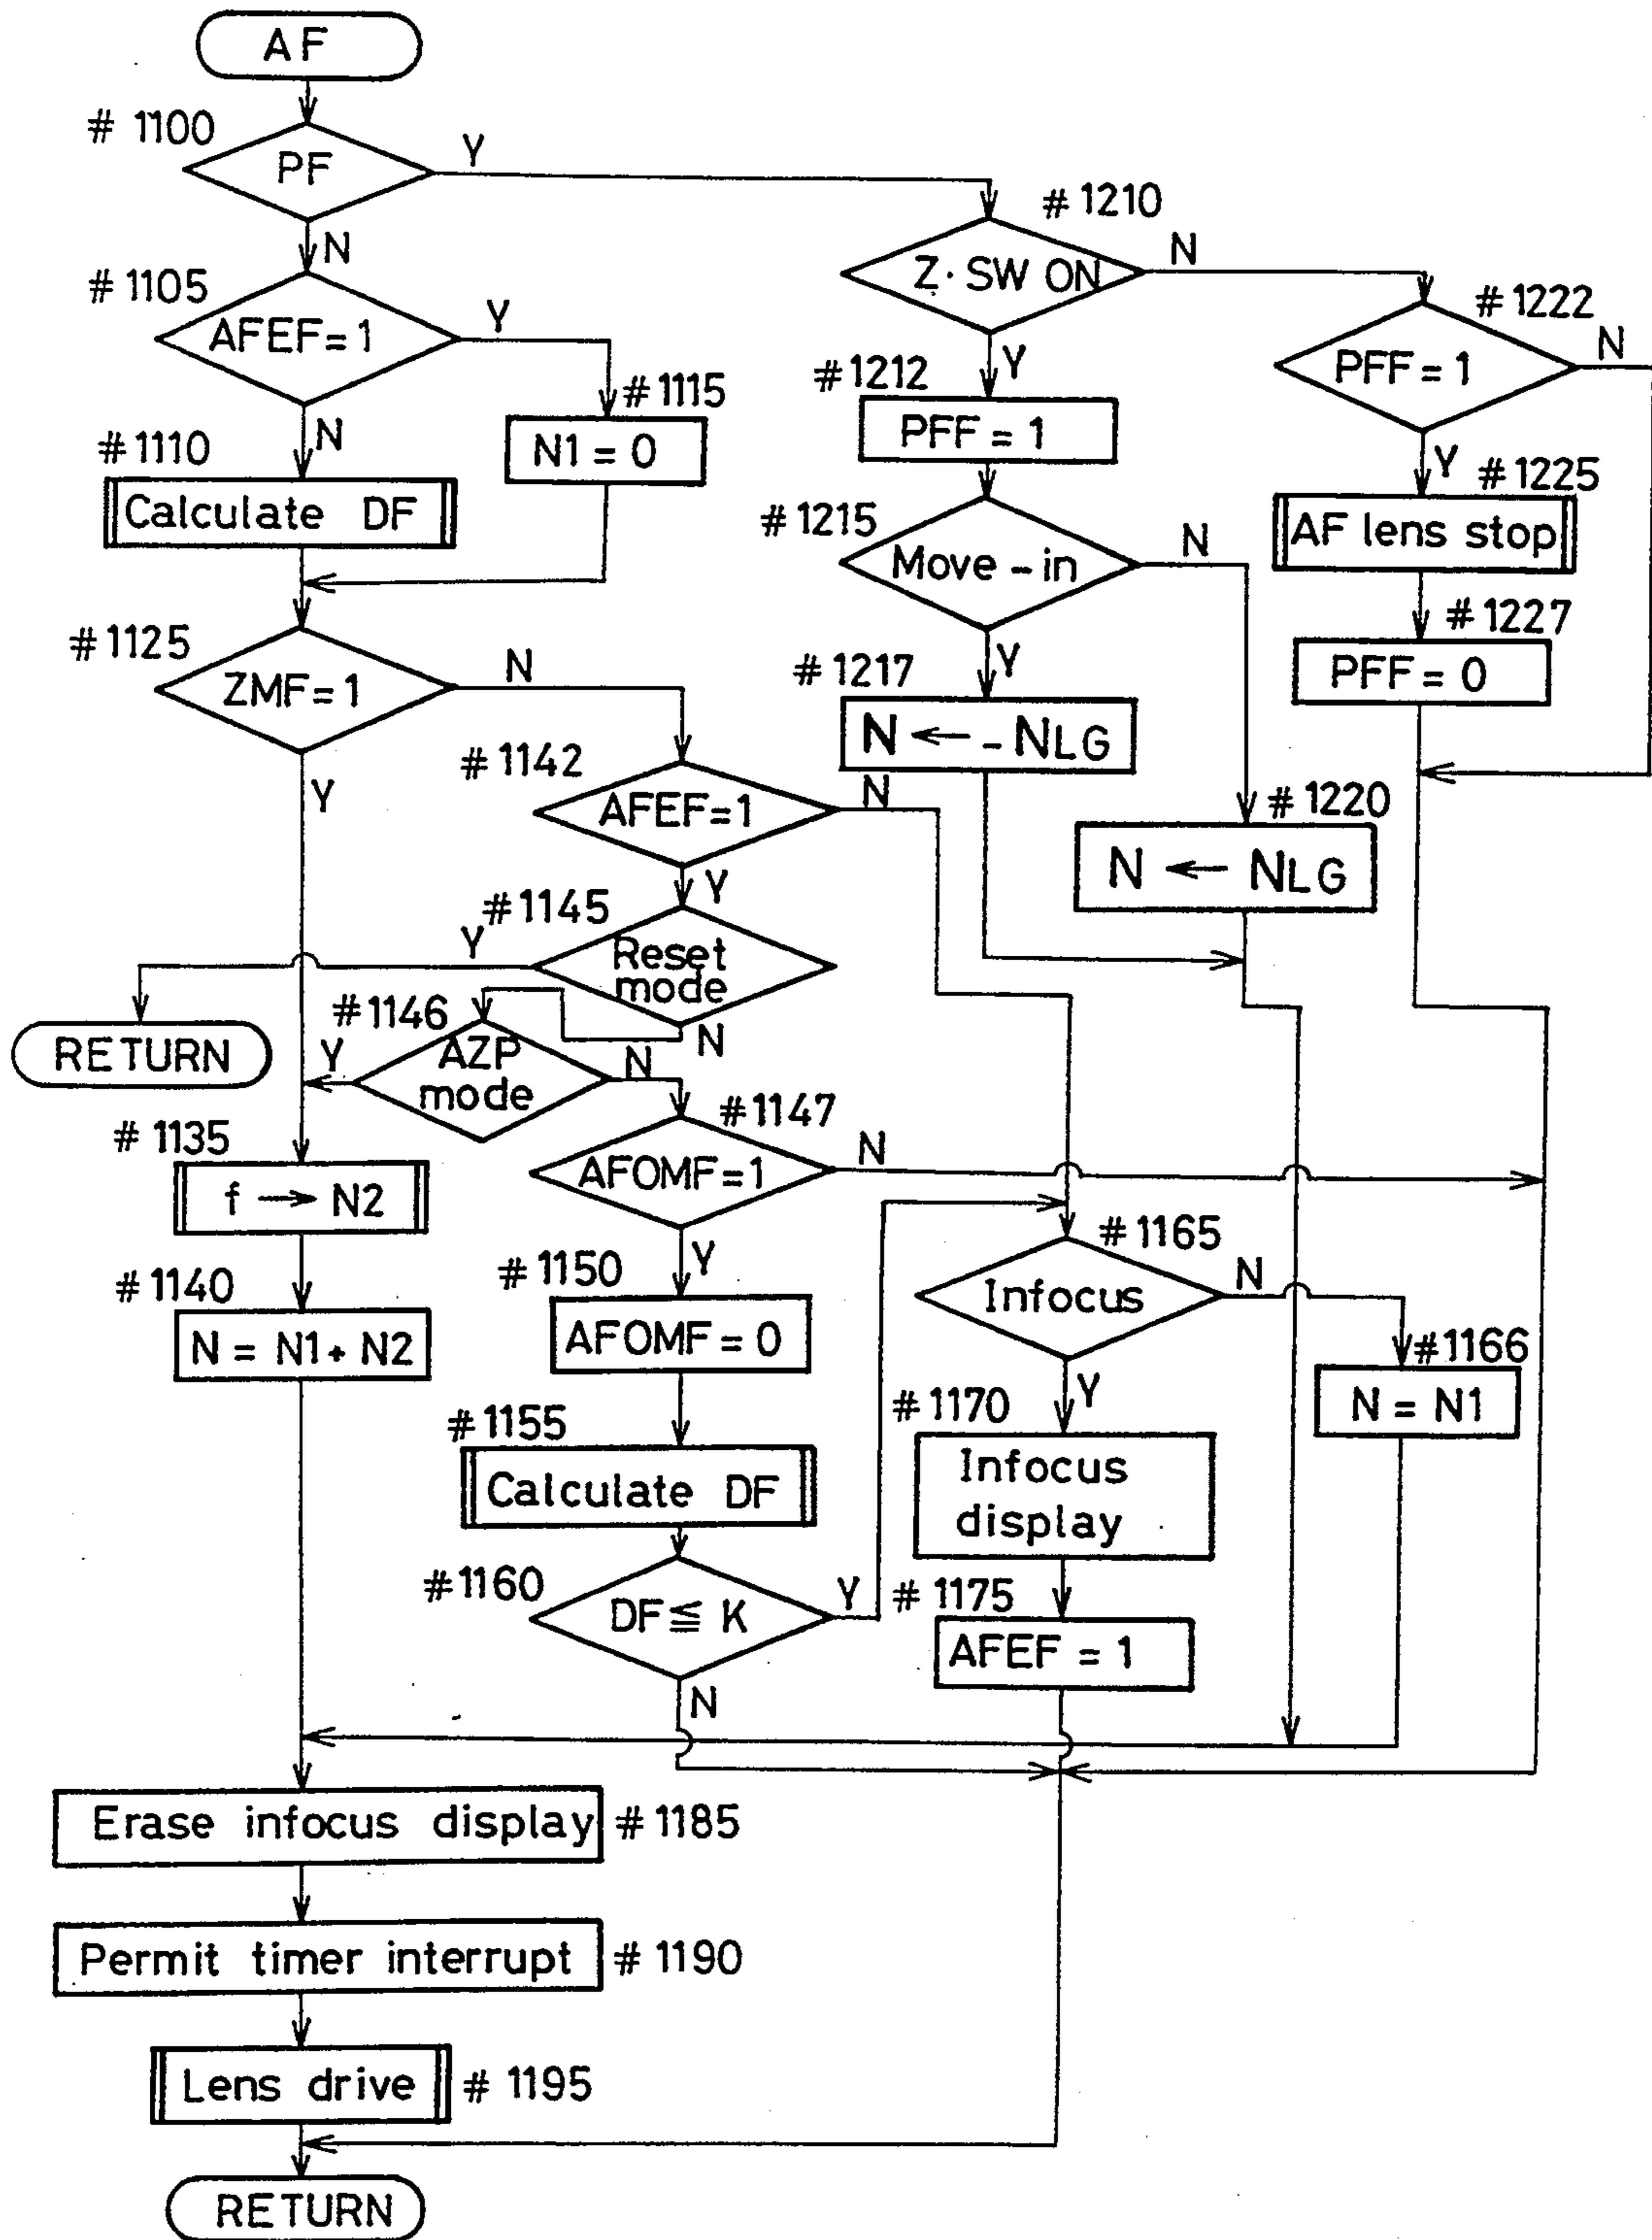 AF
# 1100
PF
Y
N
# 1105
AFEF=1
Y
N
# 1115
N1 = 0
# 1110
Calculate DF
# 1125
ZMF=1
N
Y
# 1142
AFEF=1
N
Y
# 1145
Reset
mode
Y
N
RETURN
# 1146
AZP
mode
Y
N
# 1147
AFOMF=1
N
Y
# 1135
f → N2
# 1140
N = N1+ N2
# 1150
AFOMF = 0
# 1155
Calculate DF
# 1160
DF ≦ K
Y
N
# 1210
Z · SW ON
N
Y
# 1212
PFF = 1
# 1215
Move - in
N
Y
# 1217
N ← - NLG
# 1220
N ← NLG
# 1222
PFF = 1
N
Y
# 1225
AF lens stop
# 1227
PFF = 0
# 1165
Infocus
N
Y
# 1166
N = N1
# 1170
Infocus
display
# 1175
AFEF = 1
Erase infocus display # 1185
Permit timer interrupt # 1190
Lens drive # 1195
RETURN